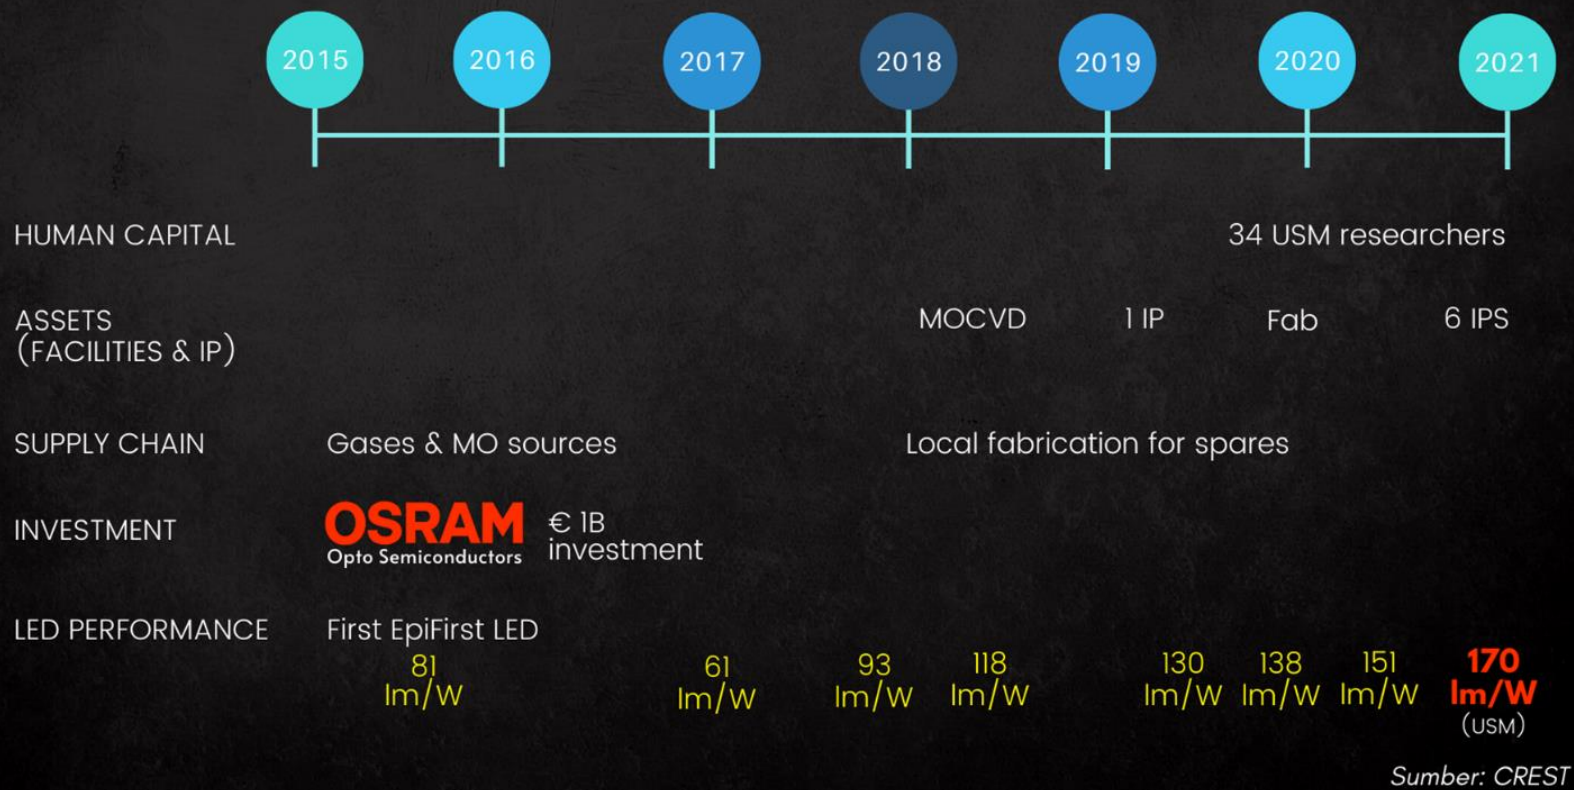 2015 2016 2017 2018 2019 2020 2021
HUMAN CAPITAL 34 USM researchers
ASSETS
(FACILITIES & IP)
MOCVD 1 IP Fab 6 IPS
SUPPLY CHAIN Gases & MO sources Local fabrication for spares
INVESTMENT
OSRAM
Opto Semiconductors
€ 1B
investment
LED PERFORMANCE First EpiFirst LED
81
lm/W
61
lm/W
93
lm/W
118
lm/W
130
lm/W
138
lm/W
151
lm/W
170
lm/W
(USM)
Sumber: CREST